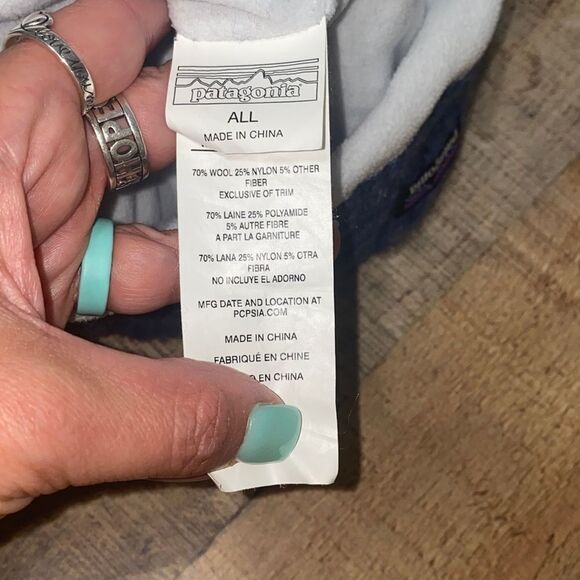 patagonia
ALL
MADE IN CHINA
70% WOOL 25% NYLON 5% OTHER
FIBER
EXCLUSIVE OF TRIM
70% LAINE 25% POLYAMIDE
5% AUTRE FIBRE
A PART LA GARNITURE
70% LANA 25% NYLON 5% OTRA
FIBRA
NO INCLUYE EL ADORNO
MFG DATE AND LOCATION AT
PCPSIA.COM
MADE IN CHINA
FABRIQUÉ EN CHINE
EN CHINA
HOPE